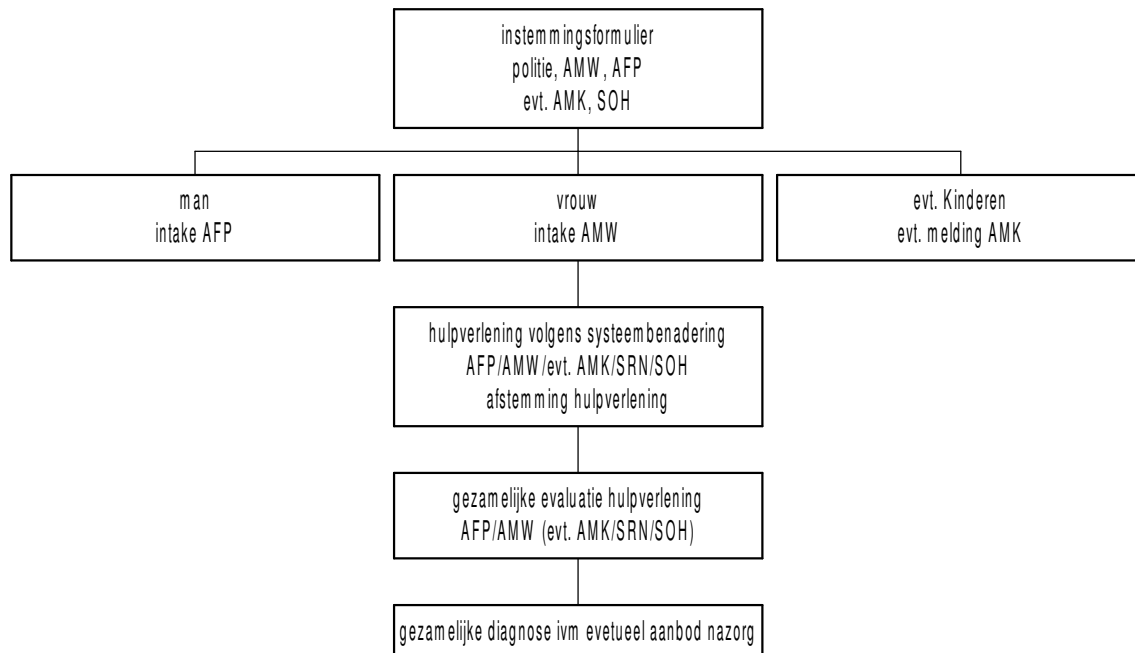 instemmingsformulier
politie, AMW, AFP
evt. AMK, SOH
man
intake AFP
vrouw
intake AMW
evt. Kinderen
evt. melding AMK
hulpverlening volgens systeembenadering
AFP/AMW/evt. AMK/SRN/SOH
afstemming hulpverlening
gezamelijke evaluatie hulpverlening
AFP/AMW (evt. AMK/SRN/SOH)
gezamelijke diagnose ivm evetueel aanbod nazorg